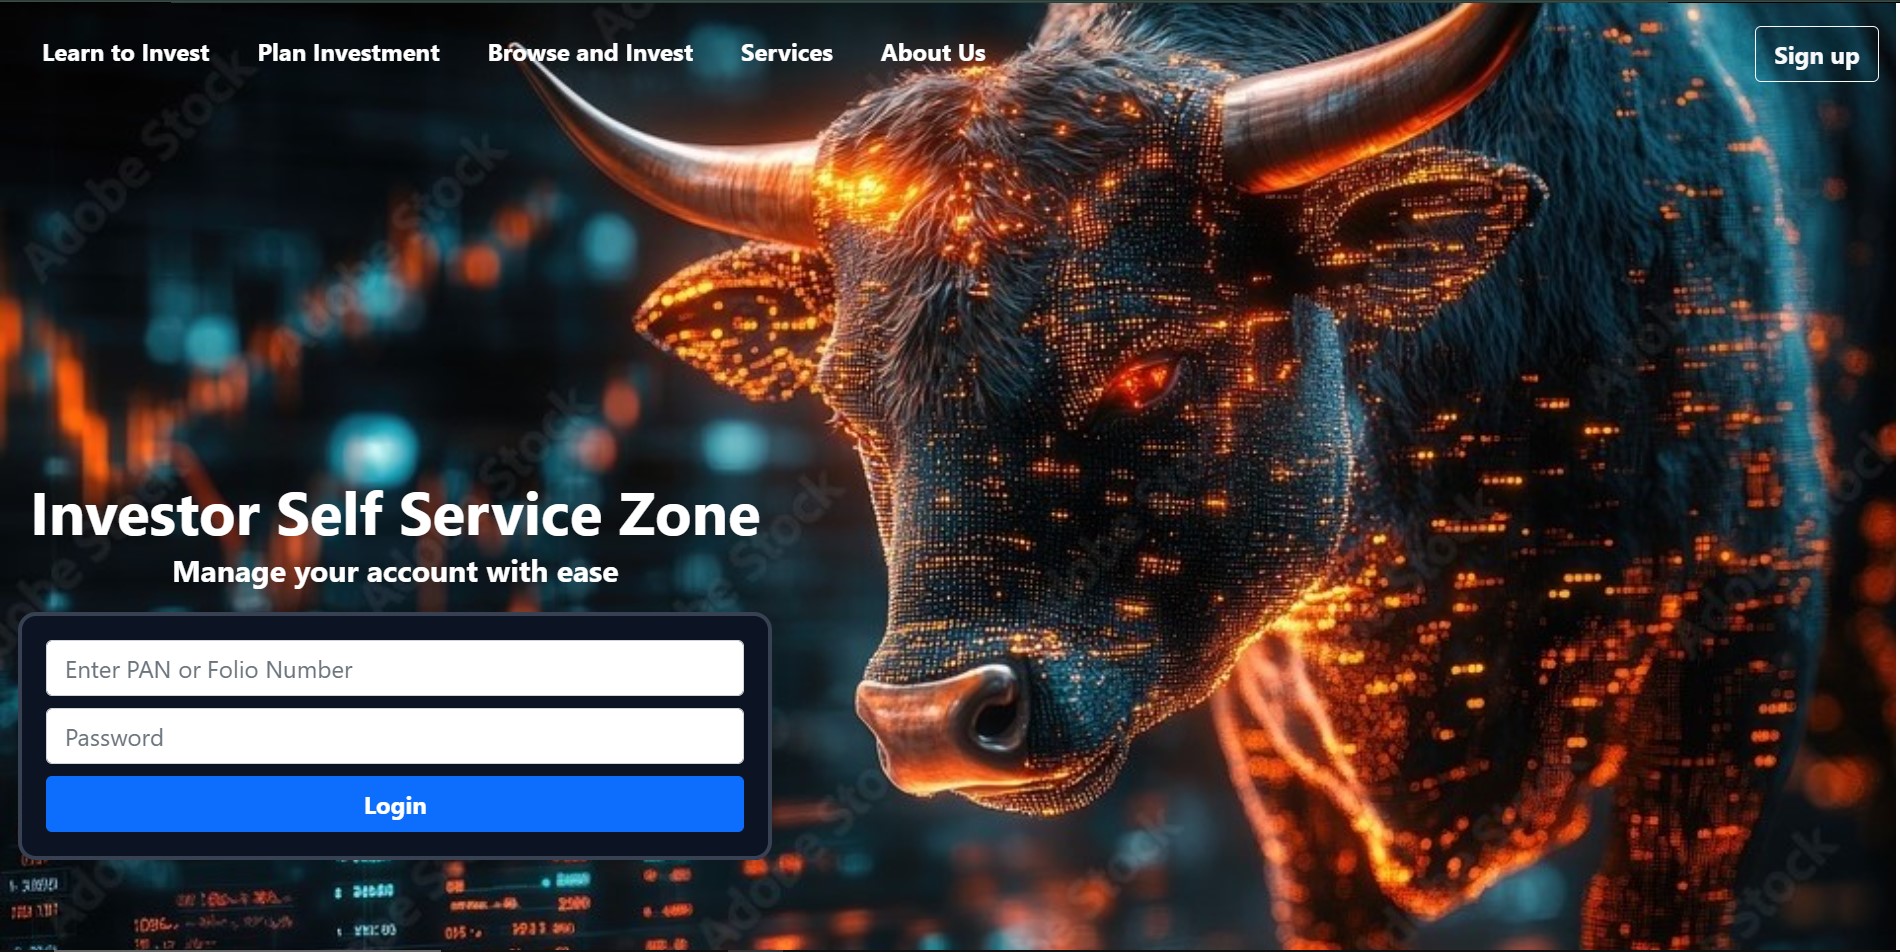 Learn to Invest Plan Investment Browse and Invest Services About Us Sign up
Investor Self Service Zone
Manage your account with ease
Enter PAN or Folio Number
Password
Login
Adobe Stock